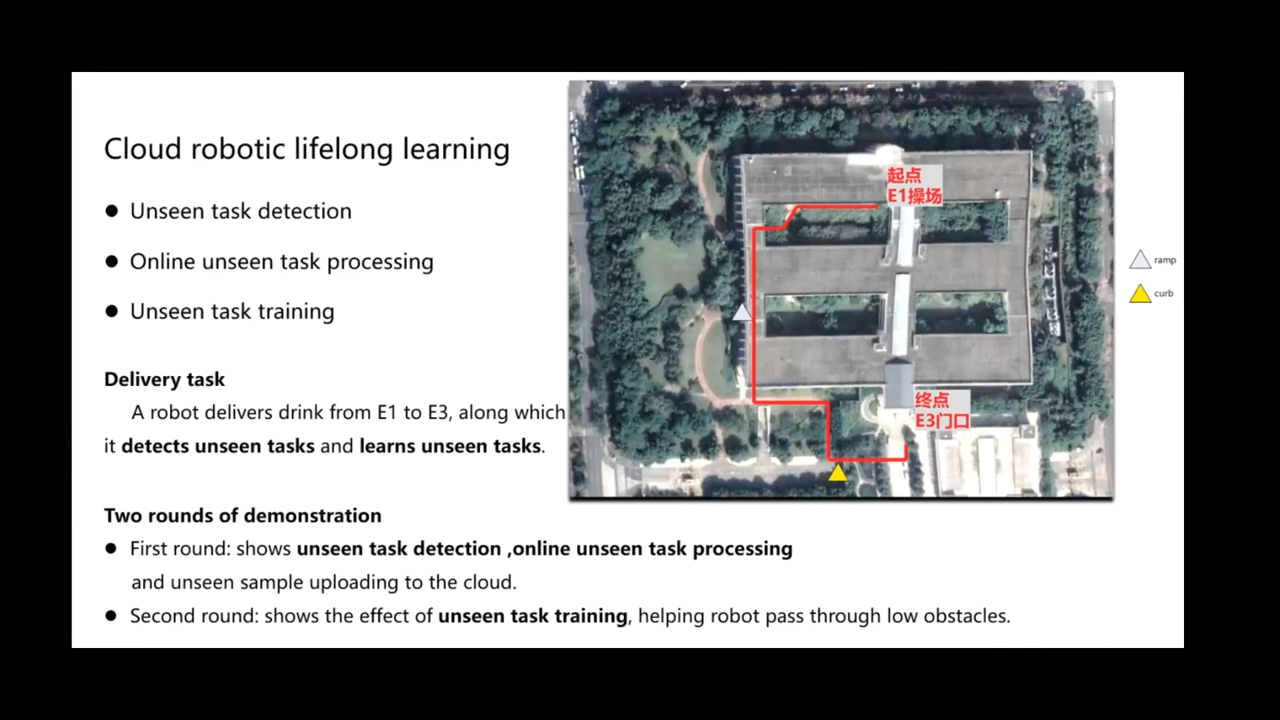 Cloud robotic lifelong learning
● Unseen task detection
● Online unseen task processing
● Unseen task training
Delivery task
A robot delivers drink from E1 to E3, along which
it detects unseen tasks and learns unseen tasks.
Two rounds of demonstration
● First round: shows unseen task detection ,online unseen task processing
and unseen sample uploading to the cloud.
● Second round: shows the effect of unseen task training, helping robot pass through low obstacles.
起点
E1操场
终点
E3门口
ramp
curb